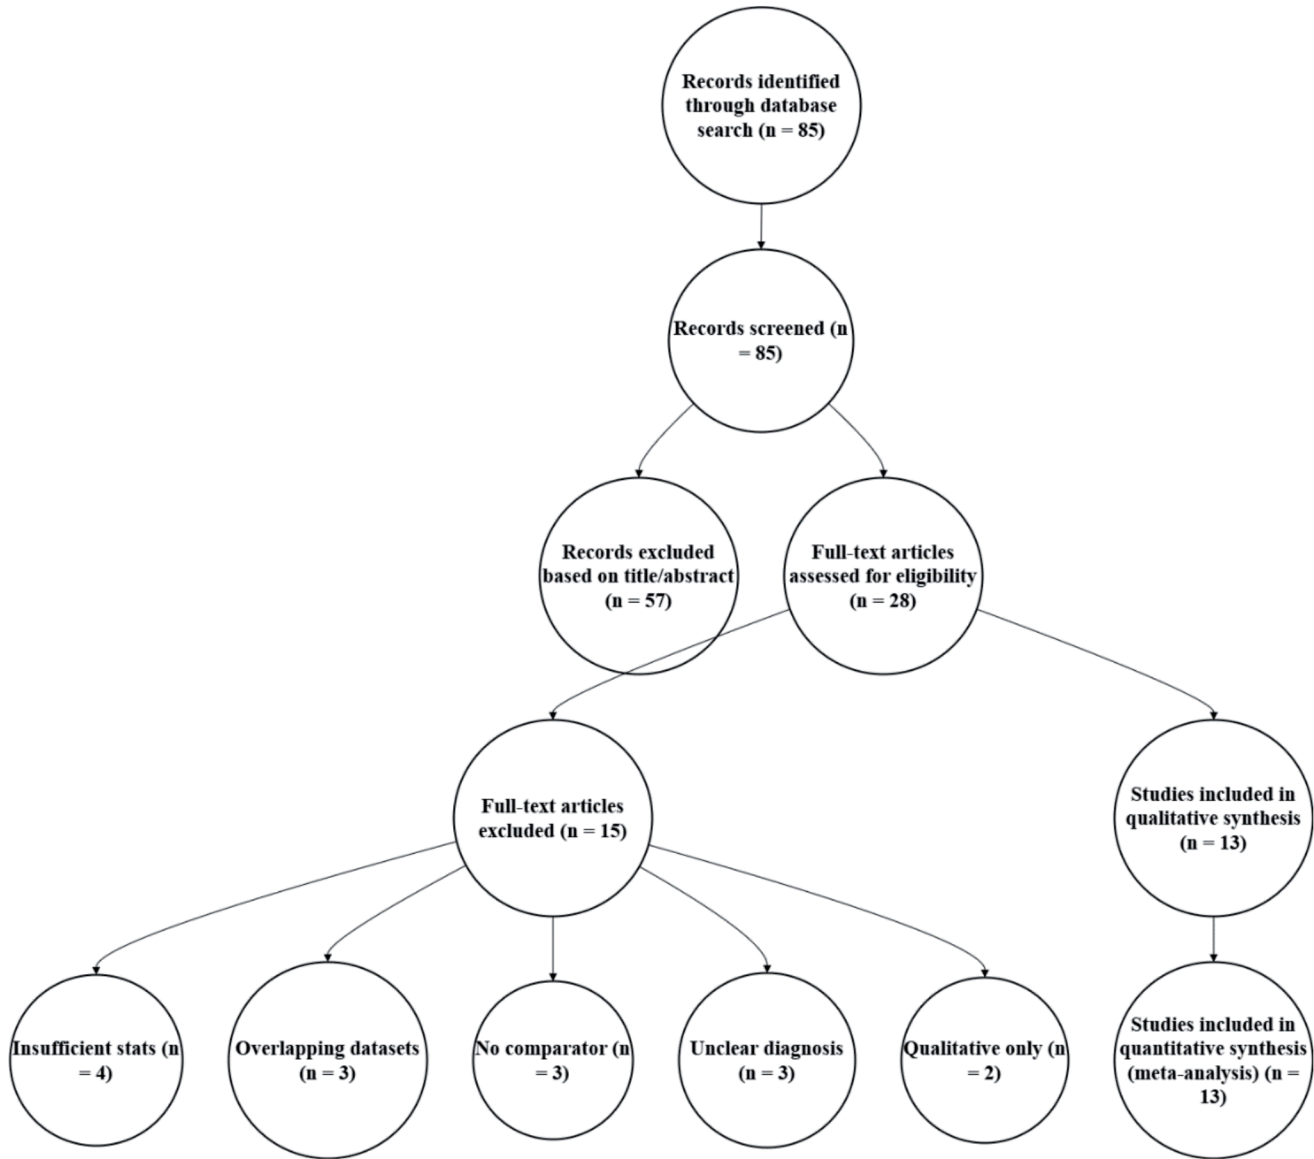 Records identified
through database
search (n = 85)
Records screened (n
= 85)
Records excluded
based on title/abstract
(n = 57)
Full-text articles
assessed for eligibility
(n = 28)
Full-text articles
excluded (n = 15)
Studies included in
qualitative synthesis
(n = 13)
Insufficient stats (n
= 4)
Overlapping datasets
(n = 3)
No comparator (n
= 3)
Unclear diagnosis
(n = 3)
Qualitative only (n
= 2)
Studies included in
quantitative synthesis
(meta-analysis) (n =
13)